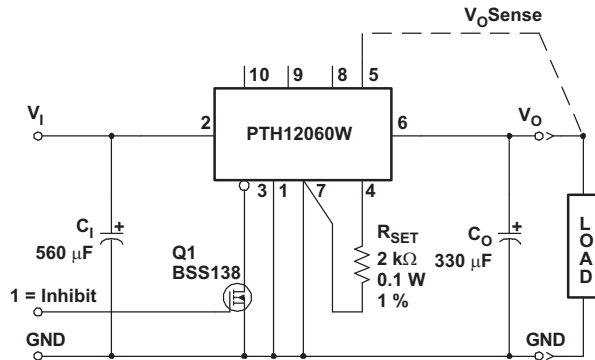 VOSense
10 9 8 5
VI
2 PTH12060W 6
VO
3 1 7 4
CI
+
560 μF
Q1
BSS138
RSET
2 kΩ
0.1 W
1 %
CO
+
330 μF
LOAD
1 = Inhibit
GND
GND